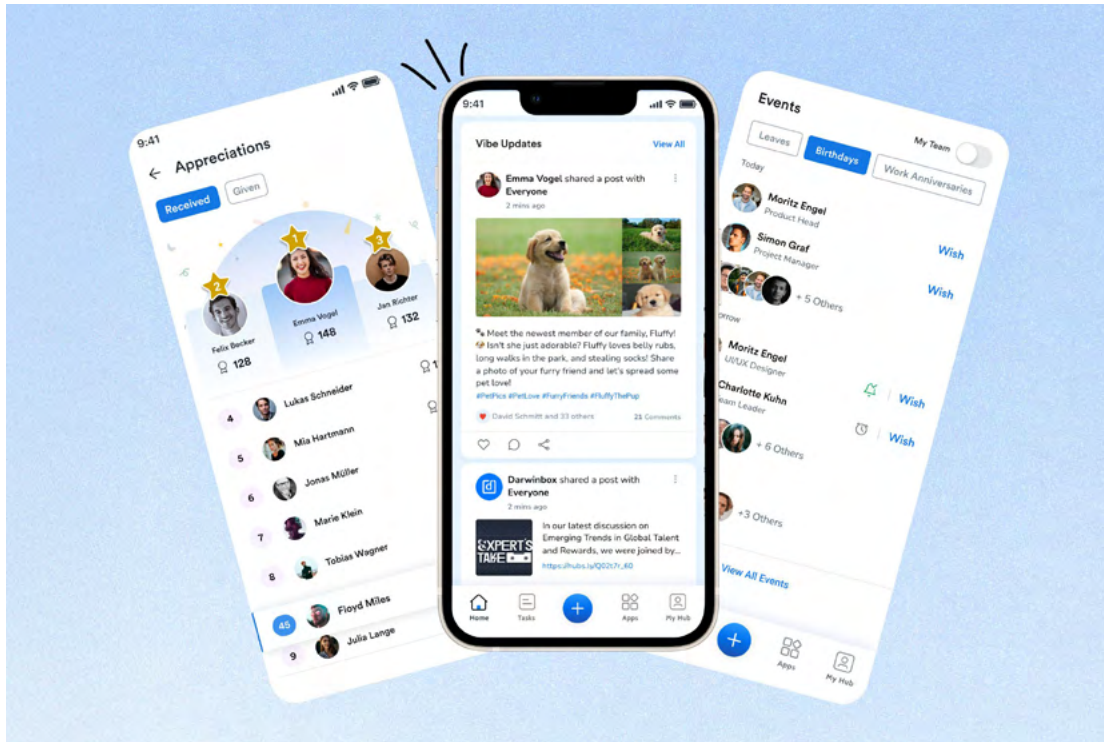 9:41
Appreciations
Received
Given
1
2
3
Felix Becker
128
Emma Vogel
148
Jan Richter
132
4
Lukas Schneider
5
Mia Hartmann
6
Jonas Müller
7
Marie Klein
8
Tobias Wagner
45
Floyd Miles
9
Julia Lange
9:41
Vibe Updates
View All
Emma Vogel shared a post with
Everyone
2 mins ago
Meet the newest member of our family, Fluffy!
Isn't she just adorable? Fluffy loves belly rubs,
long walks in the park, and stealing socks! Share
a photo of your furry friend and let's spread some
pet love!
#PetPics #PetLove #FurryFriends #FluffyThePup
David Schmitt and 33 others
21 Comments
Darwinbox shared a post with
Everyone
2 mins ago
EXPERT'S
TAKE
In our latest discussion on
Emerging Trends in Global Talent
and Rewards, we were joined by...
https://hubs.ly/Q02t7r_60
Home
Tasks
Apps
My Hub
Events
My Team
Leaves
Birthdays
Work Anniversaries
Today
Moritz Engel
Product Head
Wish
Simon Graf
Project Manager
Wish
+ 5 Others
orrow
Moritz Engel
UI/UX Designer
Wish
Charlotte Kuhn
eam Leader
Wish
+ 6 Others
+3 Others
View All Events
Apps
My Hub